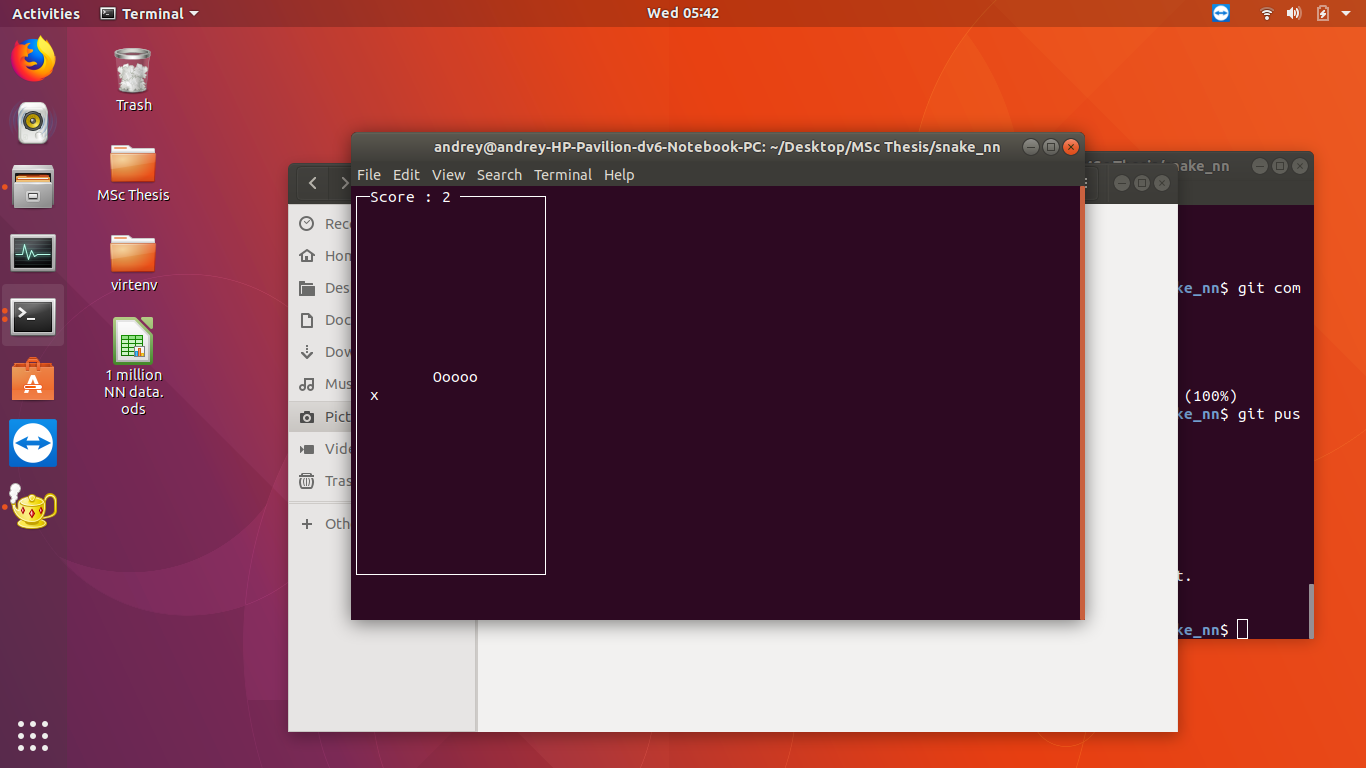 Activities Terminal Wed 05:42
Trash
MSc Thesis
virtenv
1 million
NN data.
ods
andrey@andrey-HP-Pavilion-dv6-Notebook-PC: ~/Desktop/MSc Thesis/snake_nn
File Edit View Search Terminal Help
Score : 2
Ooooo
x
Rec
Hom
Des
Doc
Dow
Mus
Pict
Vide
Tras
+ Oth
Thesis/snake_nn
ke_nn$ git com
(100%)
ke_nn$ git pus
t.
ke_nn$